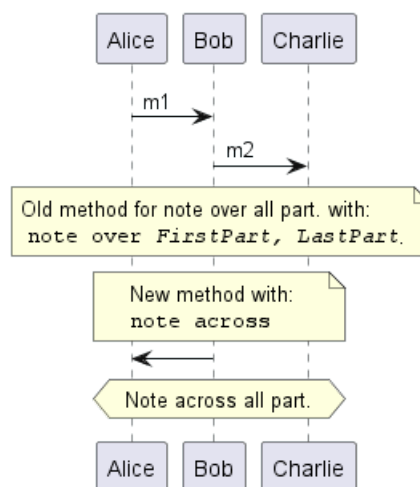 Alice Bob Charlie
m1
m2
Old method for note over all part. with:
note over FirstPart, LastPart.
New method with:
note across
Note across all part.
Alice Bob Charlie